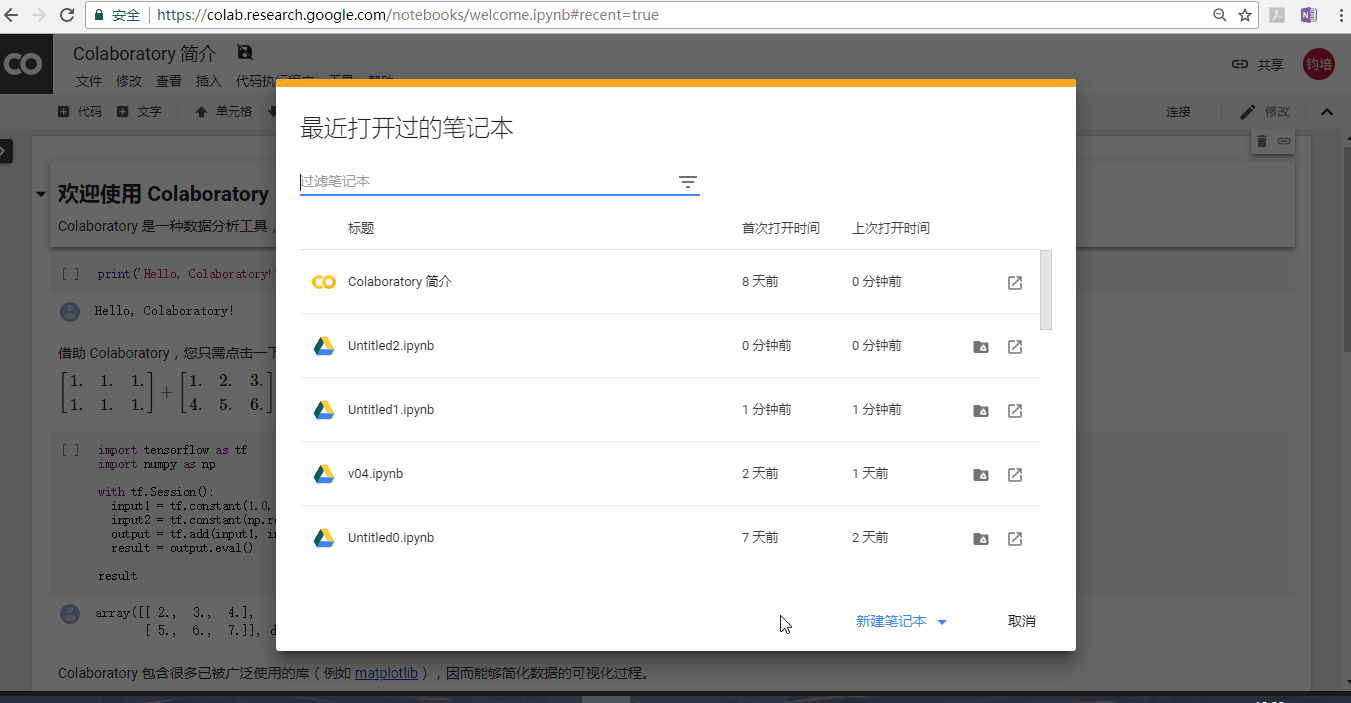 安全 https://colab.research.google.com/notebooks/welcome.ipynb#recent=true
Colaboratory 简介
文件 修改 查看 插入 代码执行程序 工具 帮助
共享 钧培
代码 文字 单元格
连接 修改
最近打开过的笔记本
过滤笔记本
标题 首次打开时间 上次打开时间
Colaboratory 简介 8 天前 0 分钟前
Untitled2.ipynb 0 分钟前 0 分钟前
Untitled1.ipynb 1 分钟前 1 分钟前
v04.ipynb 2 天前 1 天前
Untitled0.ipynb 7 天前 2 天前
新建笔记本 取消
欢迎使用 Colaboratory
Colaboratory 是一种数据分析工具，
[ ] print('Hello, Colaboratory!'
Hello, Colaboratory!
借助 Colaboratory，您只需点击一下
[1. 1. 1.] + [1. 2. 3.]
[1. 1. 1.] [4. 5. 6.]
[ ] import tensorflow as tf
import numpy as np
with tf.Session():
input1 = tf.constant(1.0,
input2 = tf.constant(np.re
output = tf.add(input1, in
result = output.eval()
result
array([[ 2., 3., 4.],
[ 5., 6., 7.]], d
Colaboratory 包含很多已被广泛使用的库（例如 matplotlib），因而能够简化数据的可视化过程。